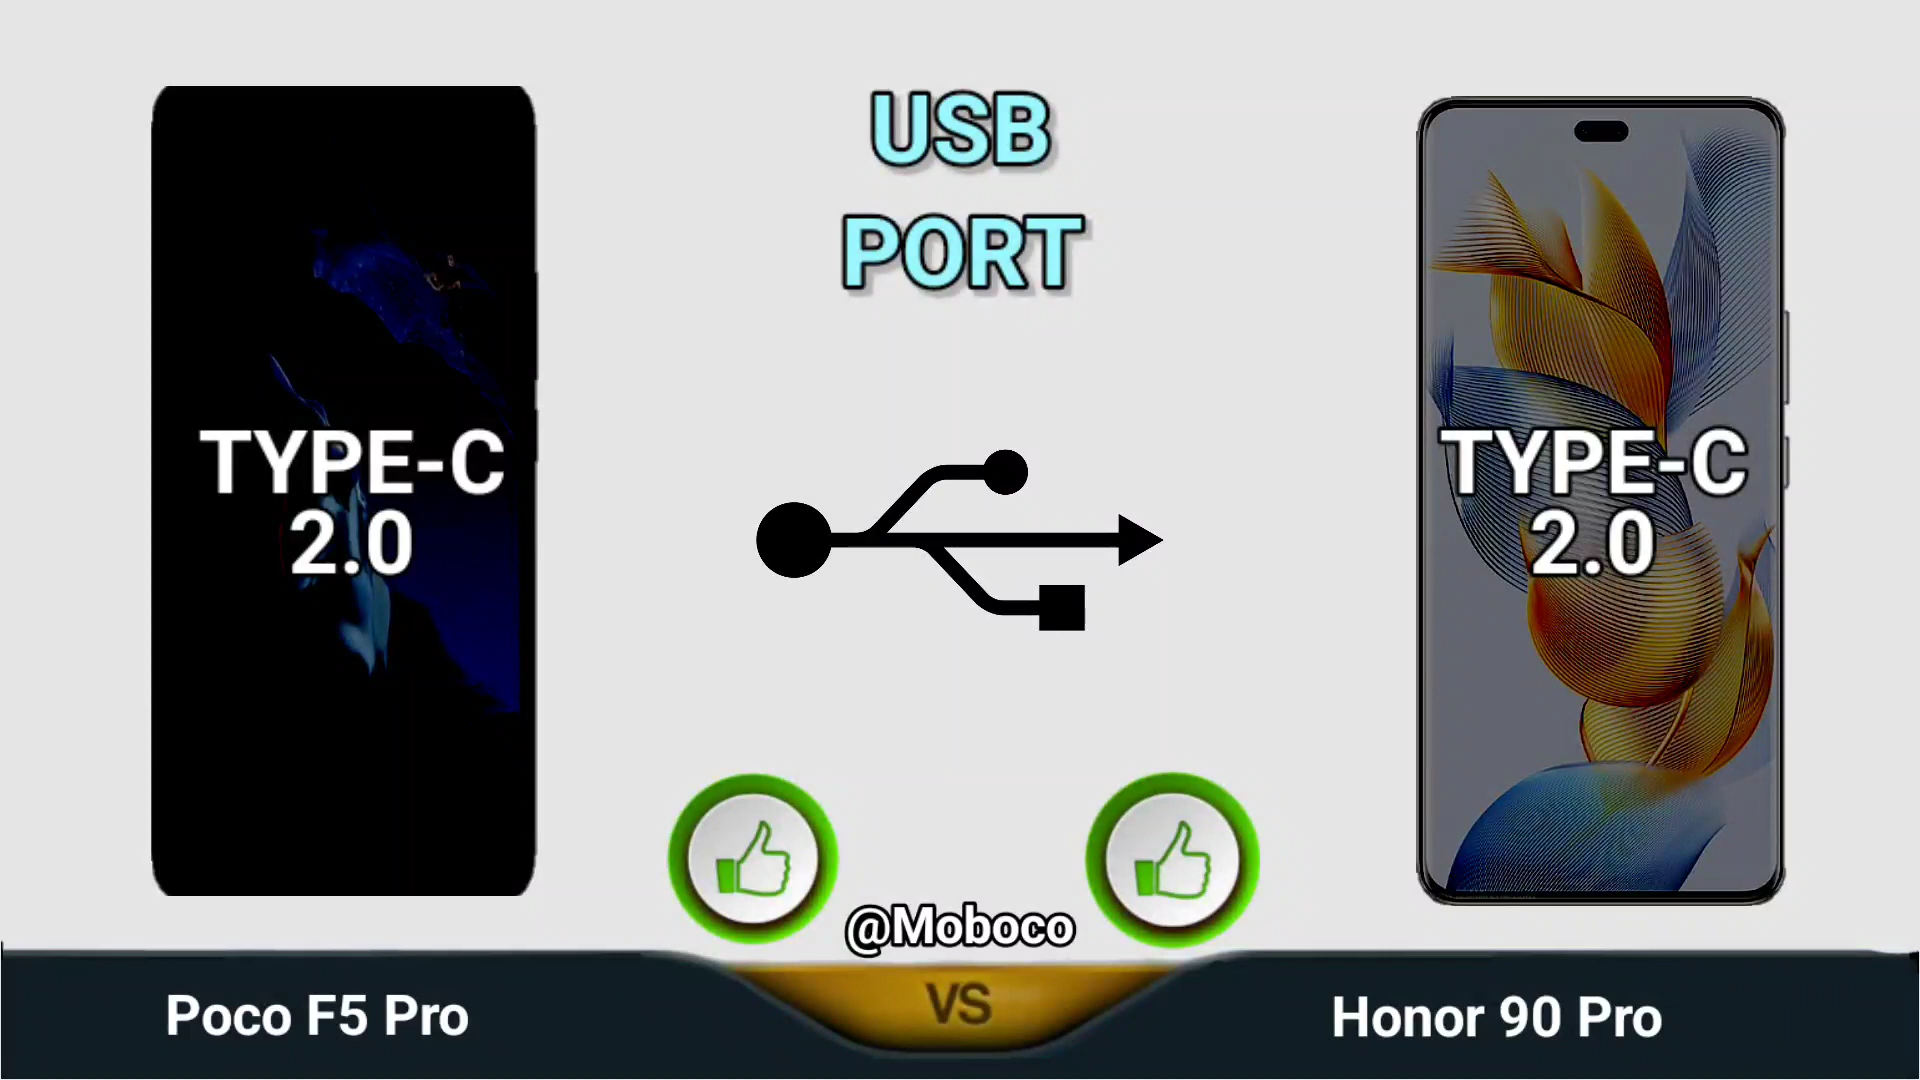 USB
PORT
TYPE-C
2.0
TYPE-C
2.0
@Moboco
Poco F5 Pro
VS
Honor 90 Pro